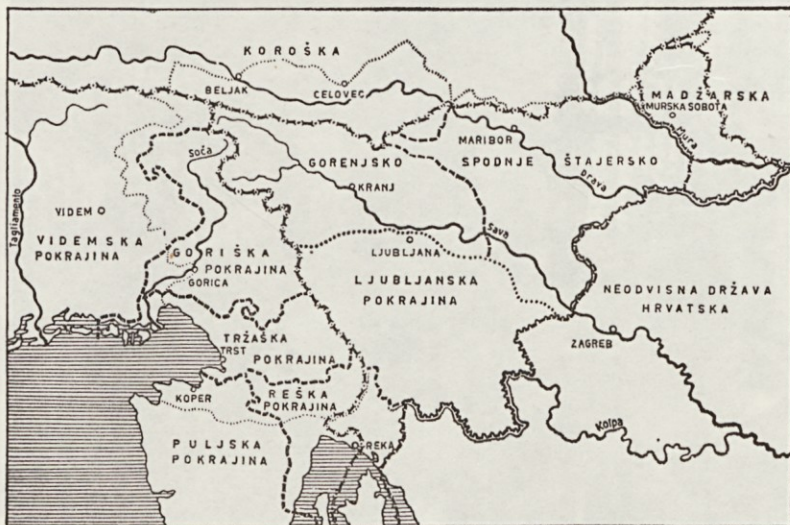 KOROŠKA
BELJAK
CELOVEC
MADŽARSKA
MURSKA SOBOTA
Mura
MARIBOR
SPODNJE ŠTAJERSKO
Drava
Soča
GORENJSKO
KRANJ
Tagliamento
VIDEM
VIDEMSKA
POKRAJINA
GORIŠKA
POKRAJINA
GORICA
Sava
LJUBLJANA
LJUBLJANSKA
POKRAJINA
NEODVISNA DRŽAVA
HRVATSKA
ZAGREB
TRŽAŠKA
POKRAJINA
TRST
KOPER
REŠKA
POKRAJINA
PULJSKA
POKRAJINA
REKA
Kolpa